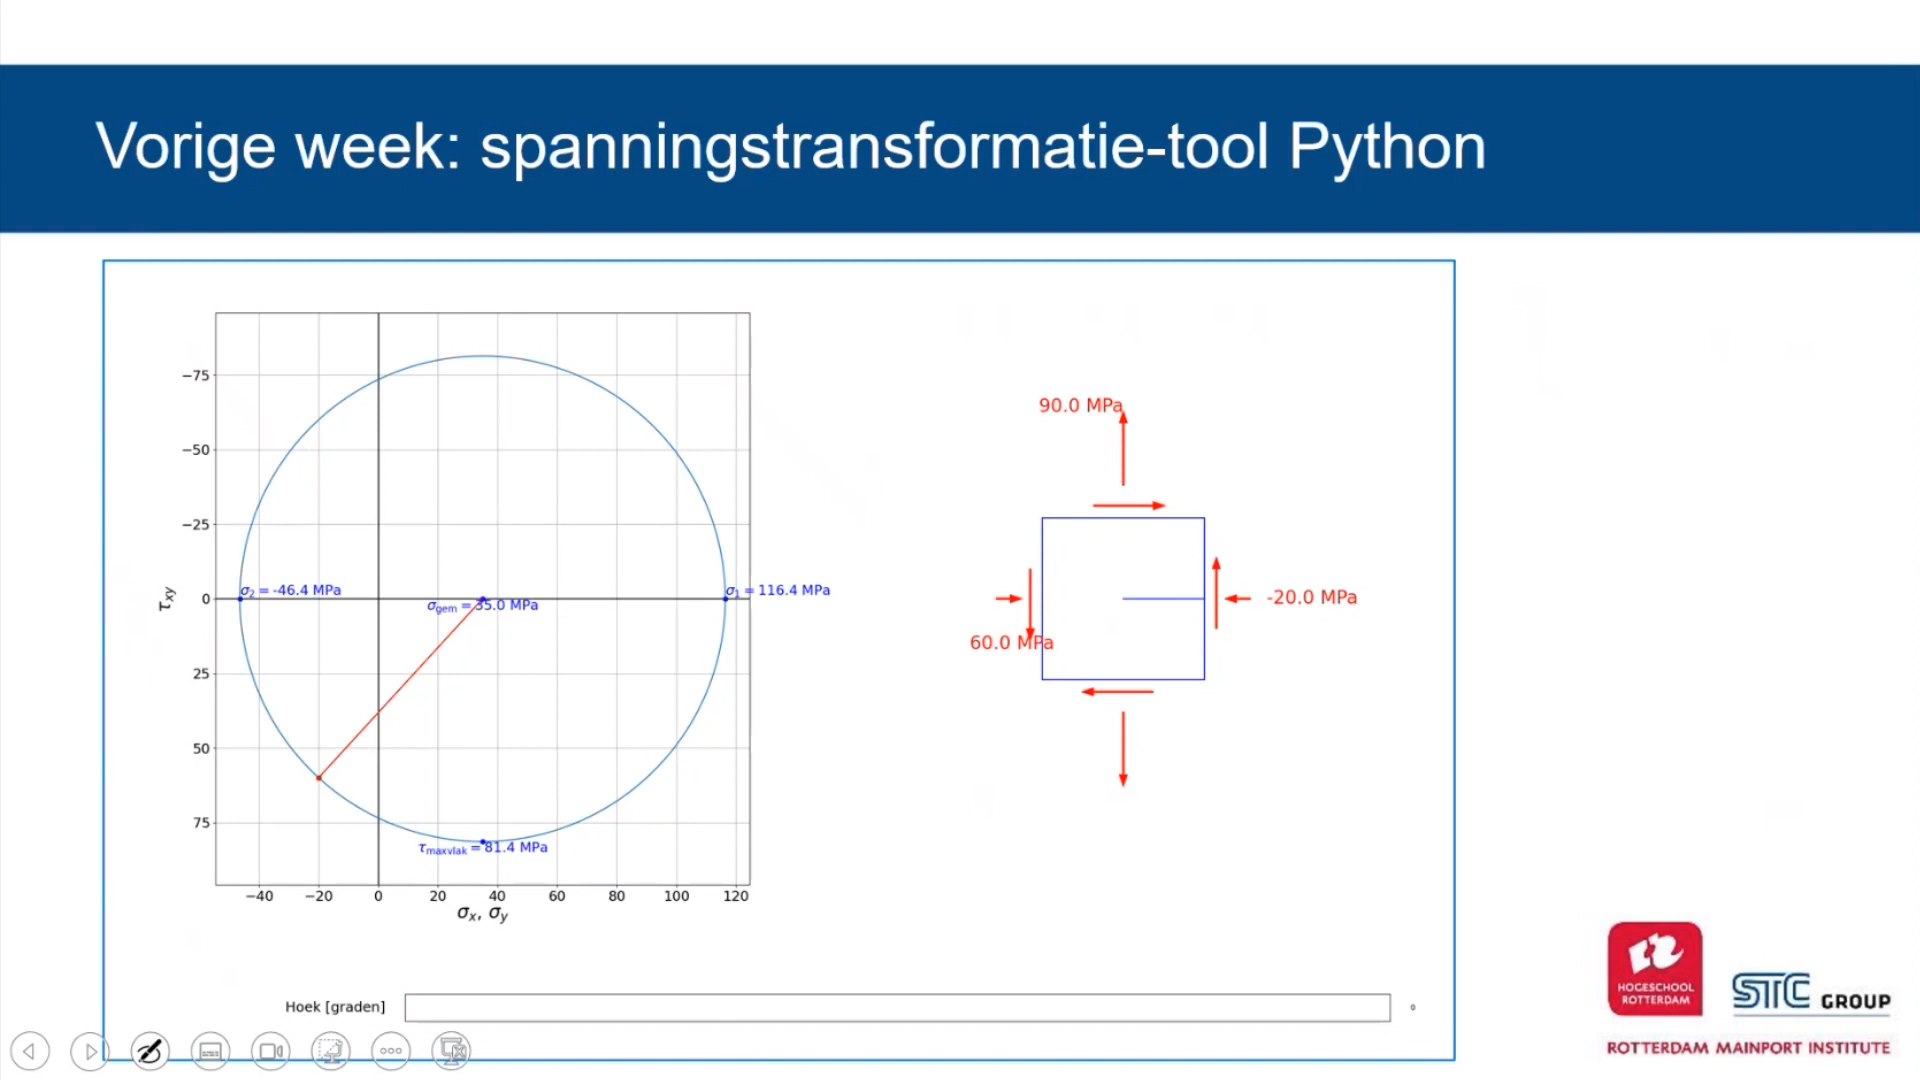 Vorige week: spanningstransformatie-tool Python
−75
−50
−25
0
25
50
75
τxy
σ2 = -46.4 MPa
σgem = 35.0 MPa
σ1 = 116.4 MPa
τmaxvlak = 81.4 MPa
−40 −20 0 20 40 60 80 100 120
σx, σy
90.0 MPa
-20.0 MPa
60.0 MPa
Hoek [graden]
0
HOGESCHOOL
ROTTERDAM
STC GROUP
ROTTERDAM MAINPORT INSTITUTE